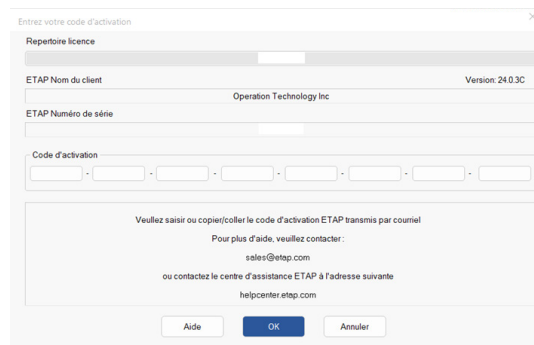 Entrez votre code d'activation
Repertoire licence
ETAP Nom du client Version: 24.0.3C
Operation Technology Inc
ETAP Numéro de série
Code d'activation
- - - - - - -
Veullez saisir ou copier/coller le code d'activation ETAP transmis par courriel
Pour plus d'aide, veuillez contacter :
sales@etap.com
ou contactez le centre d'assistance ETAP à l'adresse suivante
helpcenter.etap.com
Aide OK Annuler